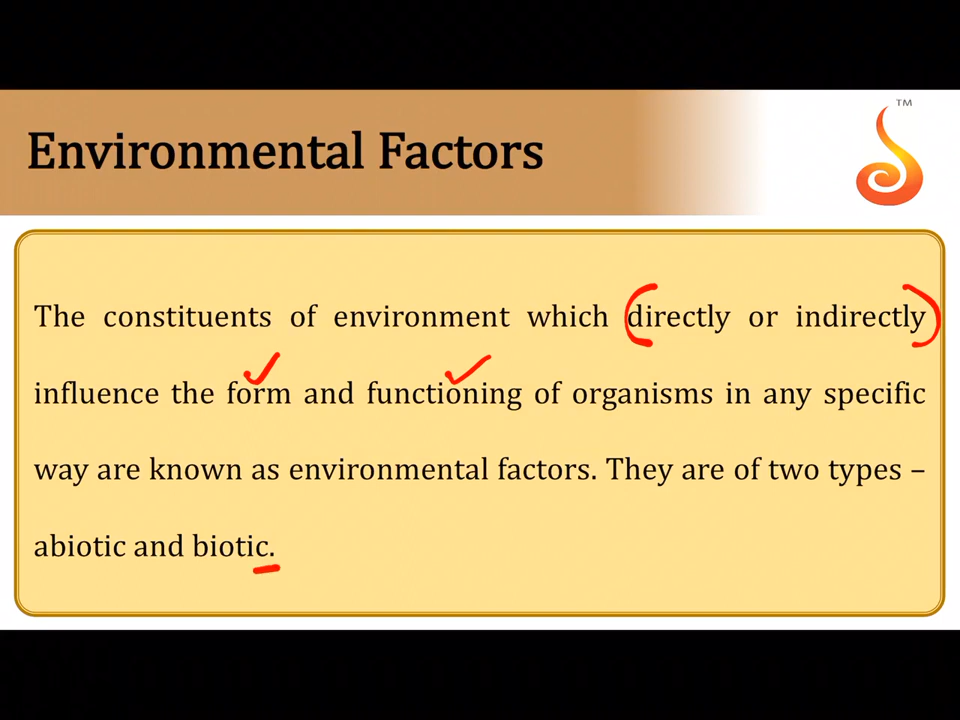 TM
Environmental Factors
The constituents of environment which directly or indirectly
influence the form and functioning of organisms in any specific
way are known as environmental factors. They are of two types –
abiotic and biotic.